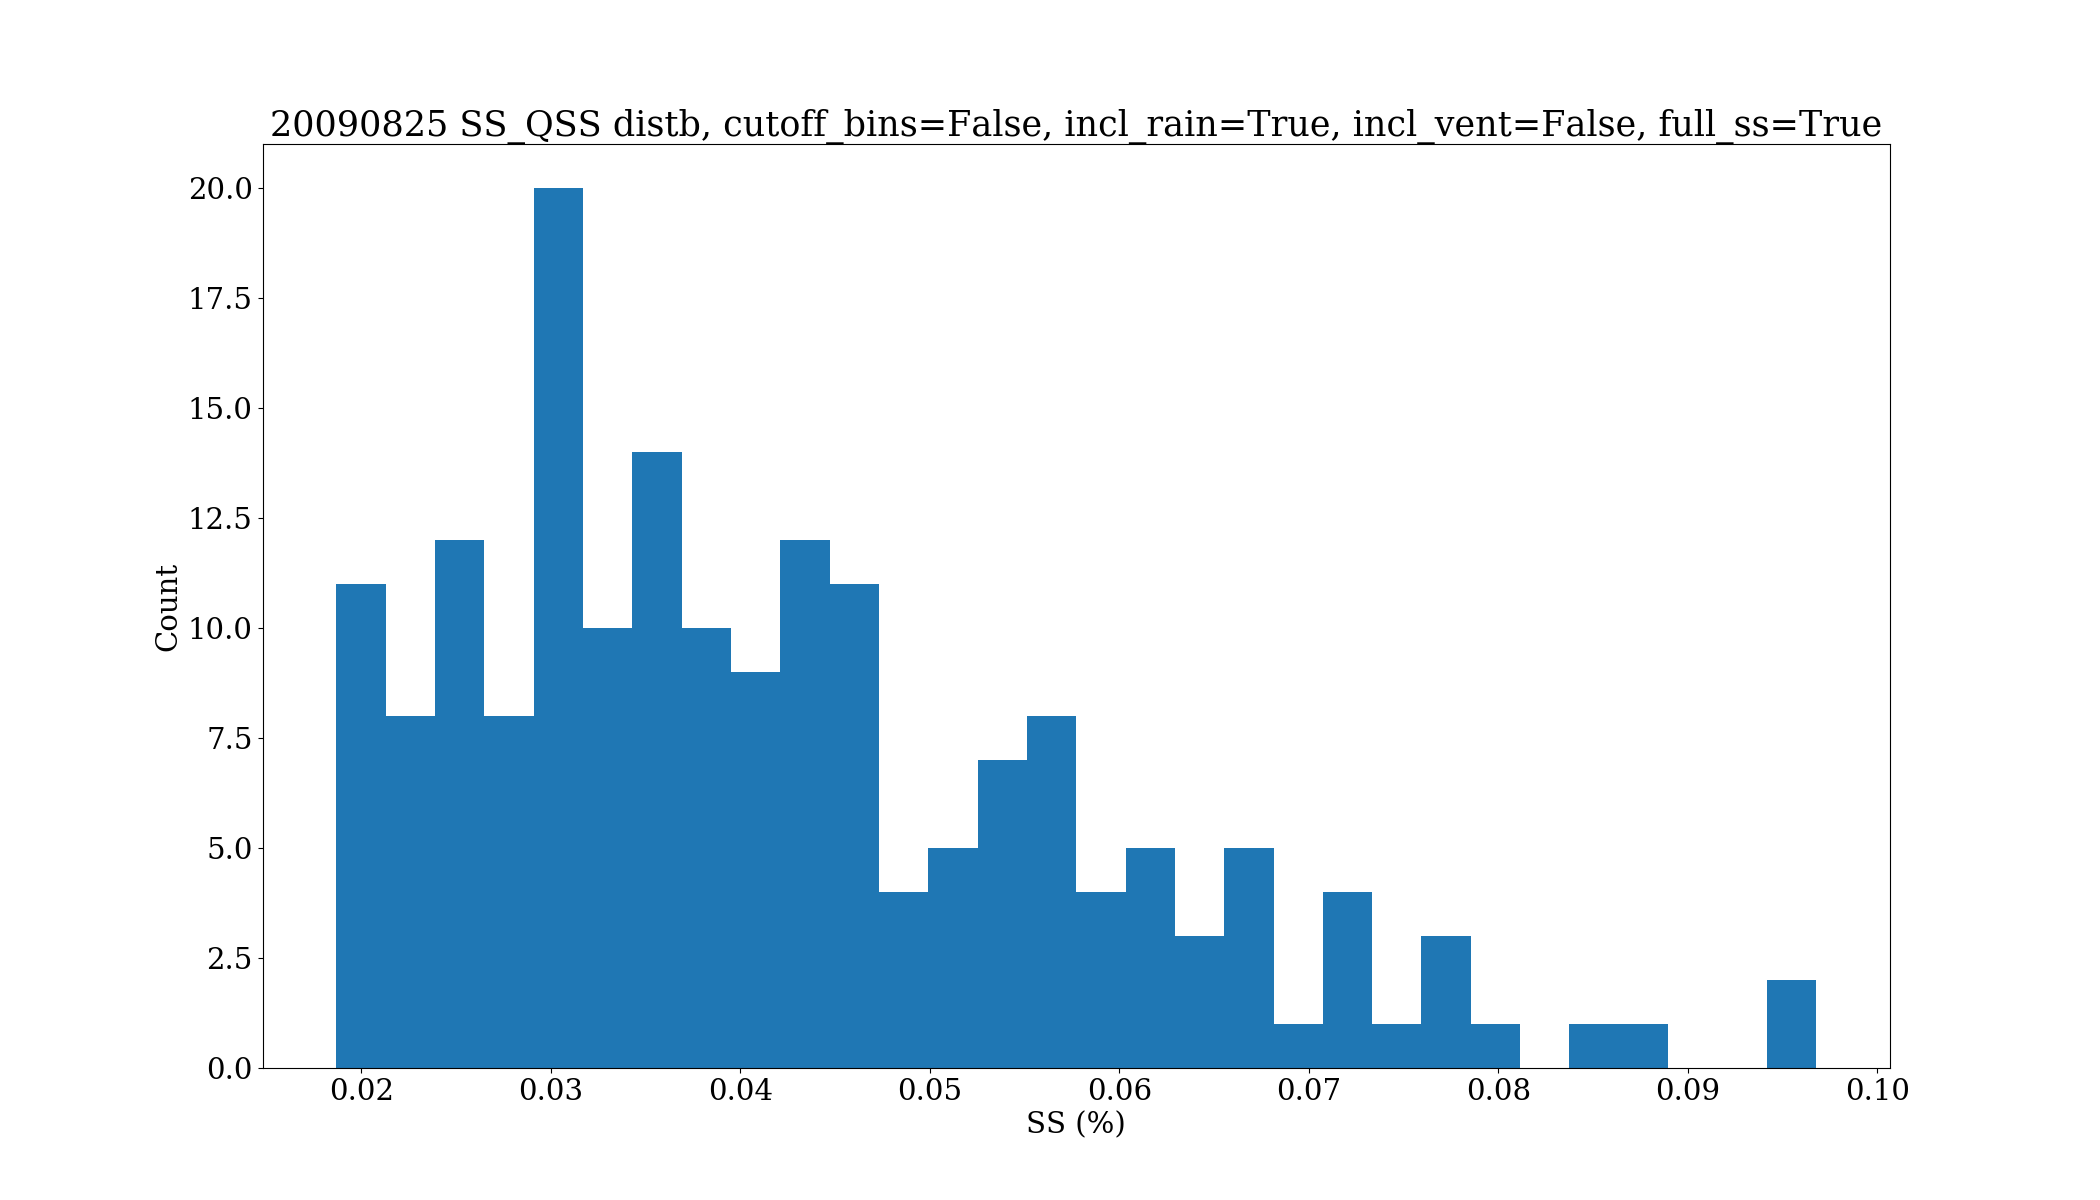 20090825 SS_QSS distb, cutoff_bins=False, incl_rain=True, incl_vent=False, full_ss=True
20.0
17.5
15.0
12.5
10.0
7.5
5.0
2.5
0.0
Count
0.02 0.03 0.04 0.05 0.06 0.07 0.08 0.09 0.10
SS (%)